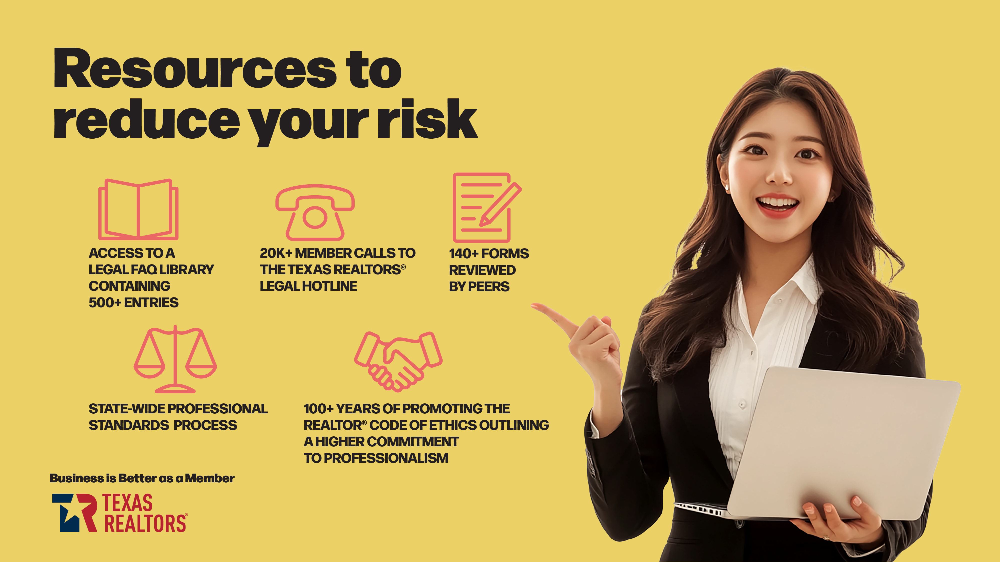 Resources to
reduce your risk
ACCESS TO A
LEGAL FAQ LIBRARY
CONTAINING
500+ ENTRIES
20K+ MEMBER CALLS TO
THE TEXAS REALTORS®
LEGAL HOTLINE
140+ FORMS
REVIEWED
BY PEERS
STATE-WIDE PROFESSIONAL
STANDARDS PROCESS
100+ YEARS OF PROMOTING THE
REALTOR® CODE OF ETHICS OUTLINING
A HIGHER COMMITMENT
TO PROFESSIONALISM
Business is Better as a Member
TEXAS
REALTORS®